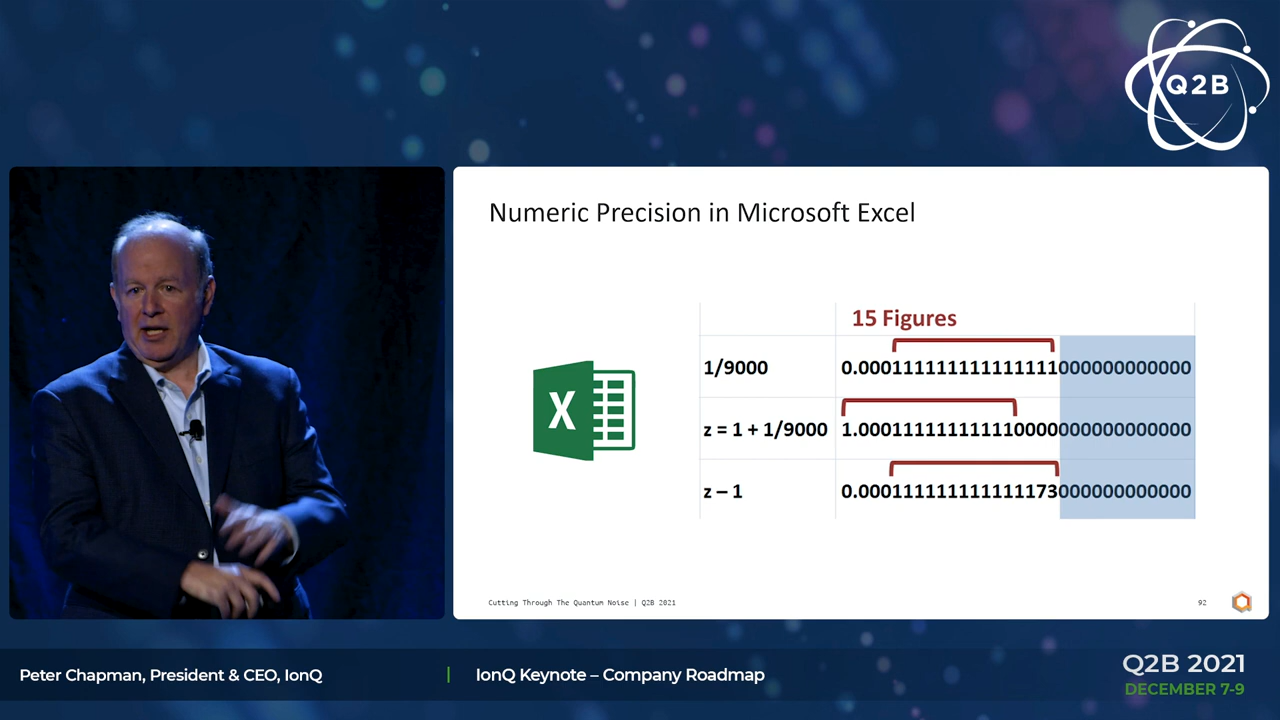 Q2B
Numeric Precision in Microsoft Excel
15 Figures
1/9000 0.000111111111111111000000000000
z = 1 + 1/9000 1.000111111111110000000000000000
z – 1 0.000111111111111173000000000000
X
Cutting Through The Quantum Noise | Q2B 2021
92
Peter Chapman, President & CEO, IonQ | IonQ Keynote – Company Roadmap
Q2B 2021
DECEMBER 7-9